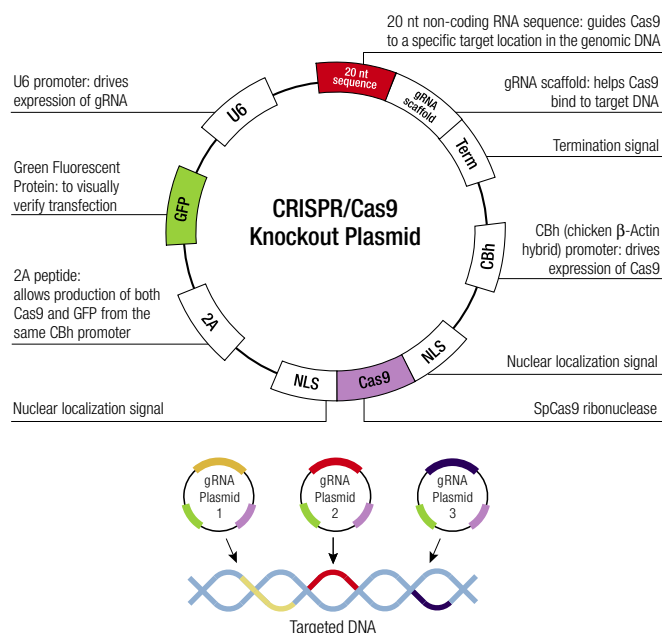 20 nt non-coding RNA sequence: guides Cas9
to a specific target location in the genomic DNA
U6 promoter: drives
expression of gRNA
gRNA scaffold: helps Cas9
bind to target DNA
Termination signal
Green Fluorescent
Protein: to visually
verify transfection
CBh (chicken β-Actin
hybrid) promoter: drives
expression of Cas9
2A peptide:
allows production of both
Cas9 and GFP from the
same CBh promoter
Nuclear localization signal
Nuclear localization signal
SpCas9 ribonuclease
CRISPR/Cas9
Knockout Plasmid
20 nt
sequence
gRNA
scaffold
Term
CBh
NLS
Cas9
NLS
2A
GFP
U6
gRNA
Plasmid
1
gRNA
Plasmid
2
gRNA
Plasmid
3
Targeted DNA